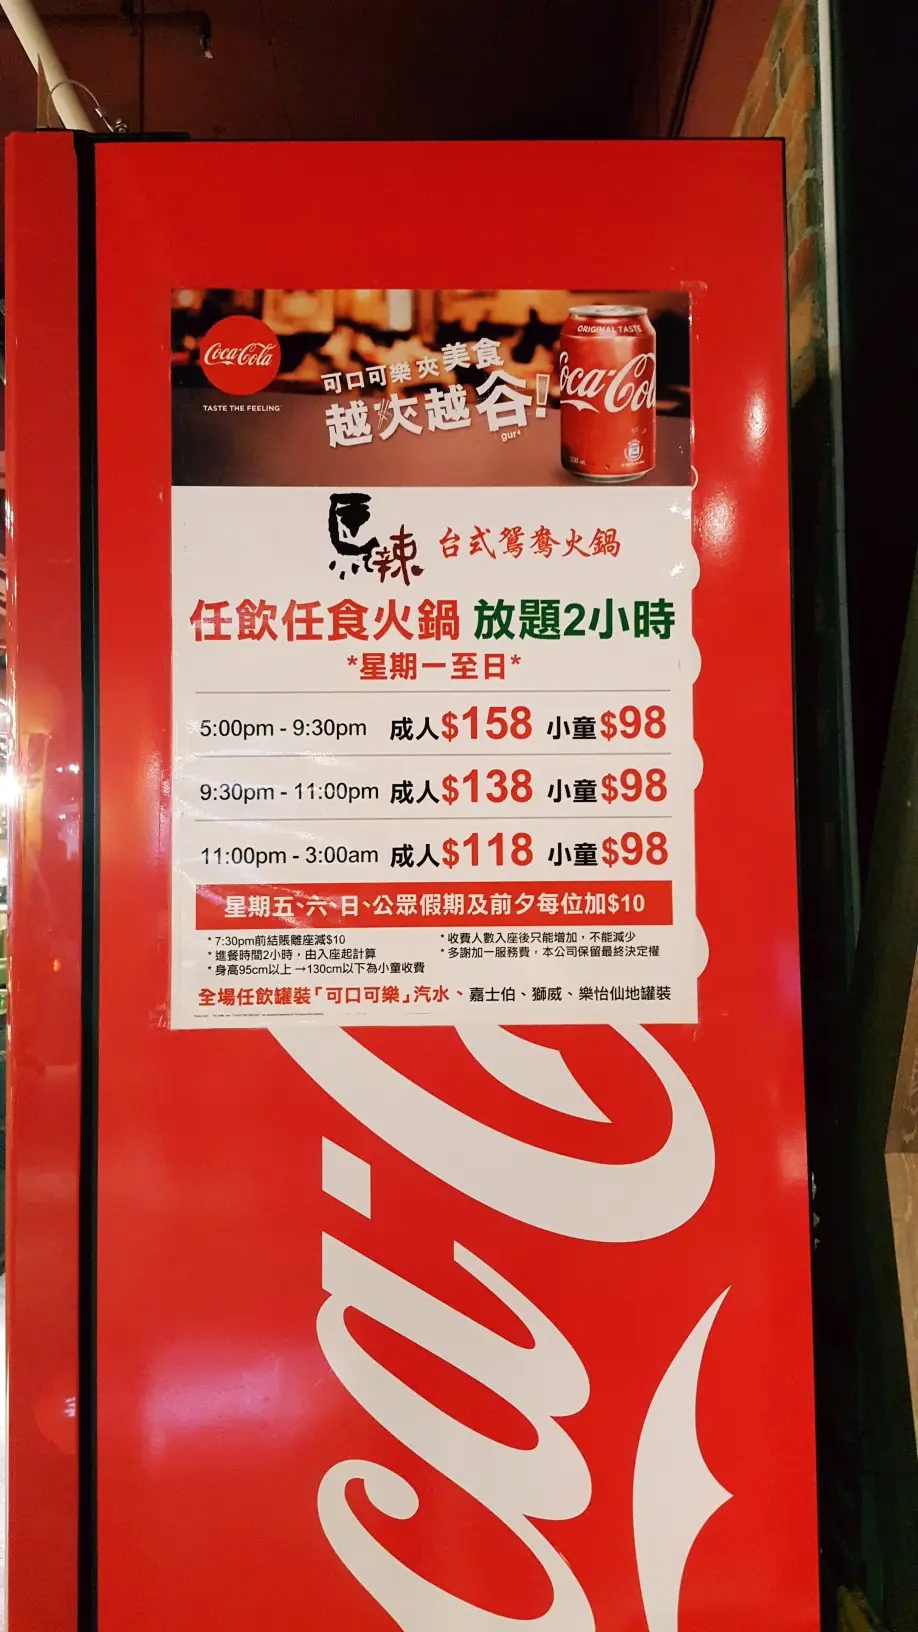 Coca-Cola
TASTE THE FEELING
可口可樂 夾 美食
越夾越谷!
gur⁴
ORIGINAL TASTE
Coca-Cola
馬辣 台式鴛鴦火鍋
任飲任食火鍋 放題2小時
*星期一至日*
5:00pm - 9:30pm 成人$158 小童$98
9:30pm - 11:00pm 成人$138 小童$98
11:00pm - 3:00am 成人$118 小童$98
星期五、六、日、公眾假期及前夕每位加$10
* 7:30pm前結賬離座減$10
* 進餐時間2小時，由入座起計算
* 身高95cm以上→130cm以下為小童收費
* 收費人數入座後只能增加，不能減少
* 多謝加一服務費，本公司保留最終決定權
全場任飲罐裝「可口可樂」汽水、嘉士伯、獅威、樂怡仙地罐裝
Coca-Co